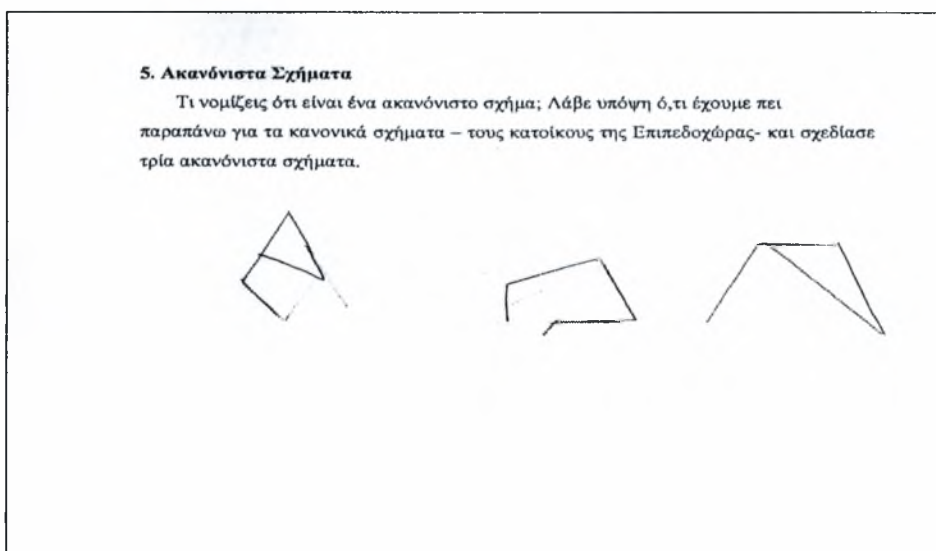 5. Ακανόνιστα Σχήματα
Τι νομίζεις ότι είναι ένα ακανόνιστο σχήμα; Λάβε υπόψη ό,τι έχουμε πει
παραπάνω για τα κανονικά σχήματα – τους κατοίκους της Επιπεδοχώρας- και σχεδίασε
τρία ακανόνιστα σχήματα.